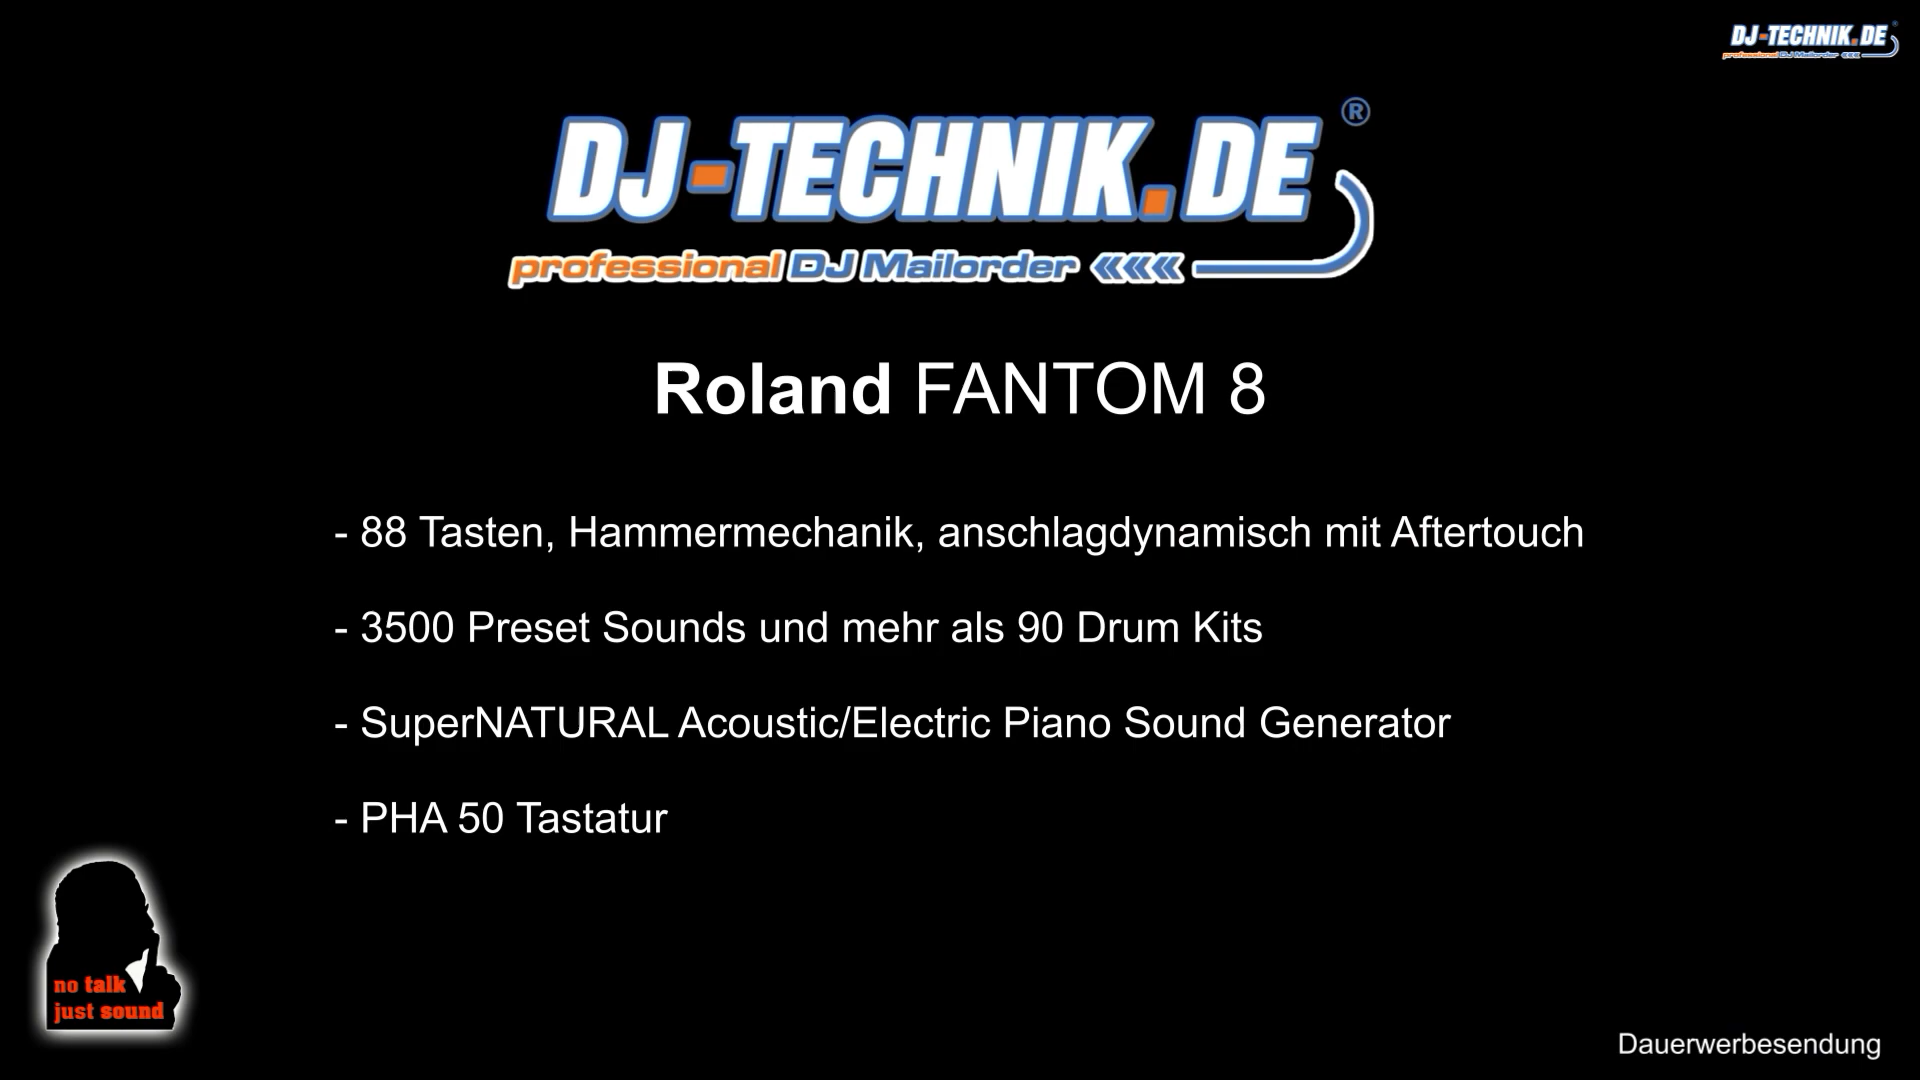 DJ-TECHNIK.DE®
professional DJ Mailorder
DJ-TECHNIK.DE®
professional DJ Mailorder
Roland FANTOM 8
- 88 Tasten, Hammermechanik, anschlagdynamisch mit Aftertouch
- 3500 Preset Sounds und mehr als 90 Drum Kits
- SuperNATURAL Acoustic/Electric Piano Sound Generator
- PHA 50 Tastatur
no talk
just sound
Dauerwerbesendung